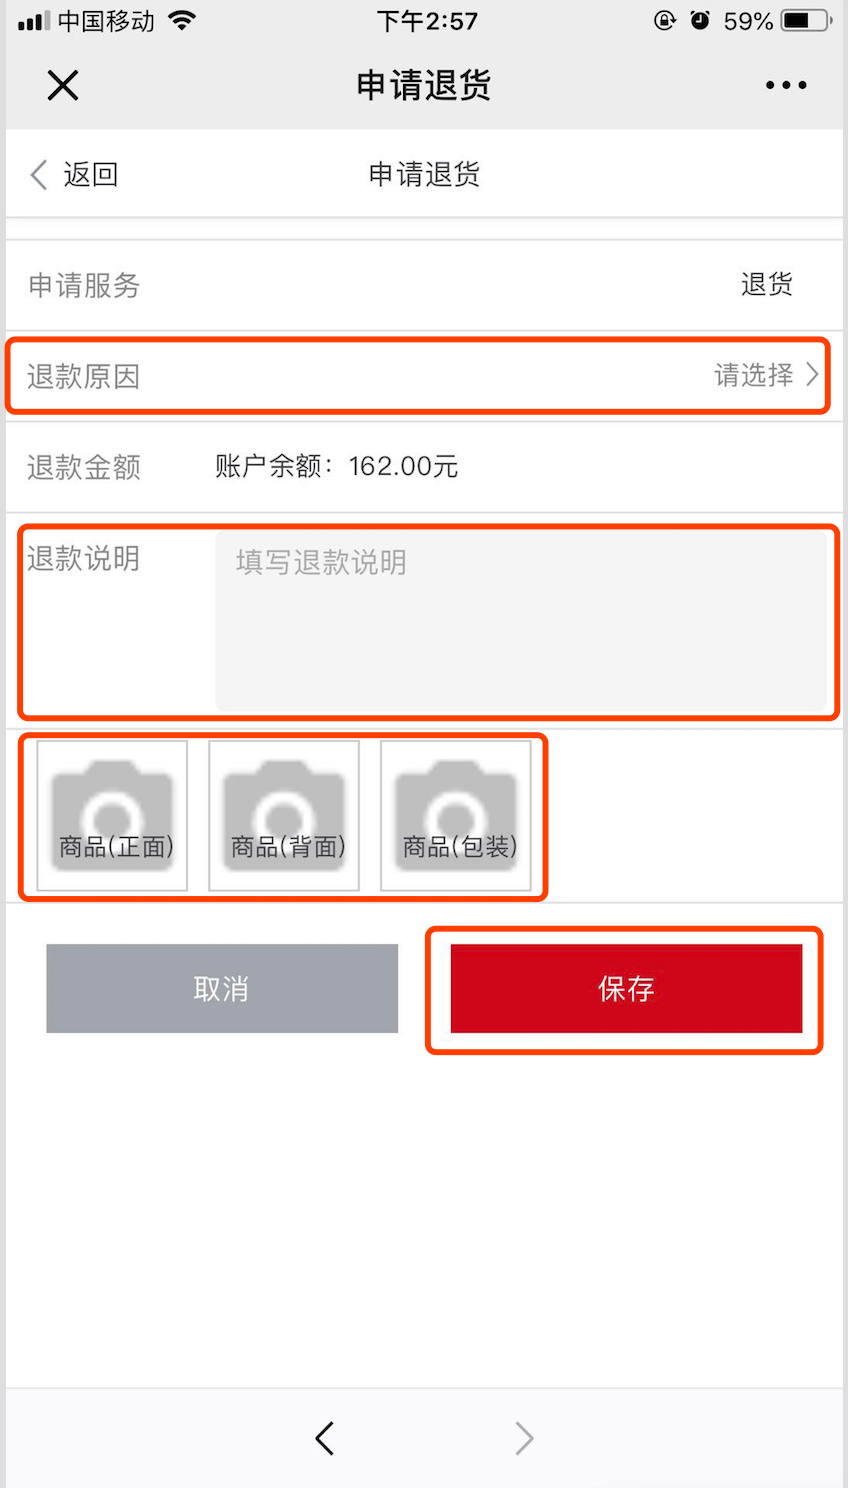 中国移动 下午2:57 59%
申请退货
返回 申请退货
申请服务 退货
退款原因 请选择
退款金额 账户余额：162.00元
退款说明 填写退款说明
商品(正面) 商品(背面) 商品(包装)
取消 保存